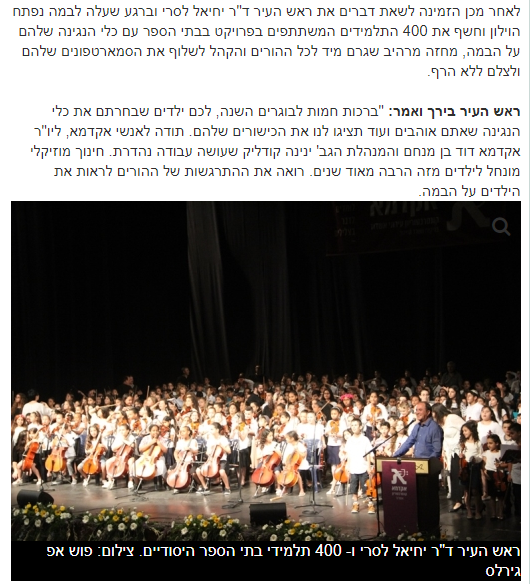 לאחר מכן הזמינה לשאת דברים את ראש העיר ד"ר יחיאל לסרי וברגע שעלה לבמה נפתח
הוילון וחשף את 400 התלמידים המשתתפים בפרויקט בבתי הספר עם כלי הנגינה שלהם
על הבמה, מחזה מרהיב שגרם מיד לכל ההורים והקהל לשלוף את הסמארטפונים שלהם
ולצלם ללא הרף.
ראש העיר בירך ואמר: "ברכות חמות לבוגרים השנה, לכם ילדים שבחרתם את כלי
הנגינה שאתם אוהבים ועוד תציגו לנו את הכישורים שלהם. תודה לאנשי אקדמא, ליו"ר
אקדמא דוד בן מנחם והמנהלת הגב' ינינה קודליק שעושה עבודה נהדרת. חינוך מוזיקלי
מונחל לילדים מזה הרבה מאוד שנים. רואה את ההתרגשות של ההורים לראות את
הילדים על הבמה.
אקדמא
ראש העיר ד"ר יחיאל לסרי ו- 400 תלמידי בתי הספר היסודיים. צילום: פוש אפ
גירלס